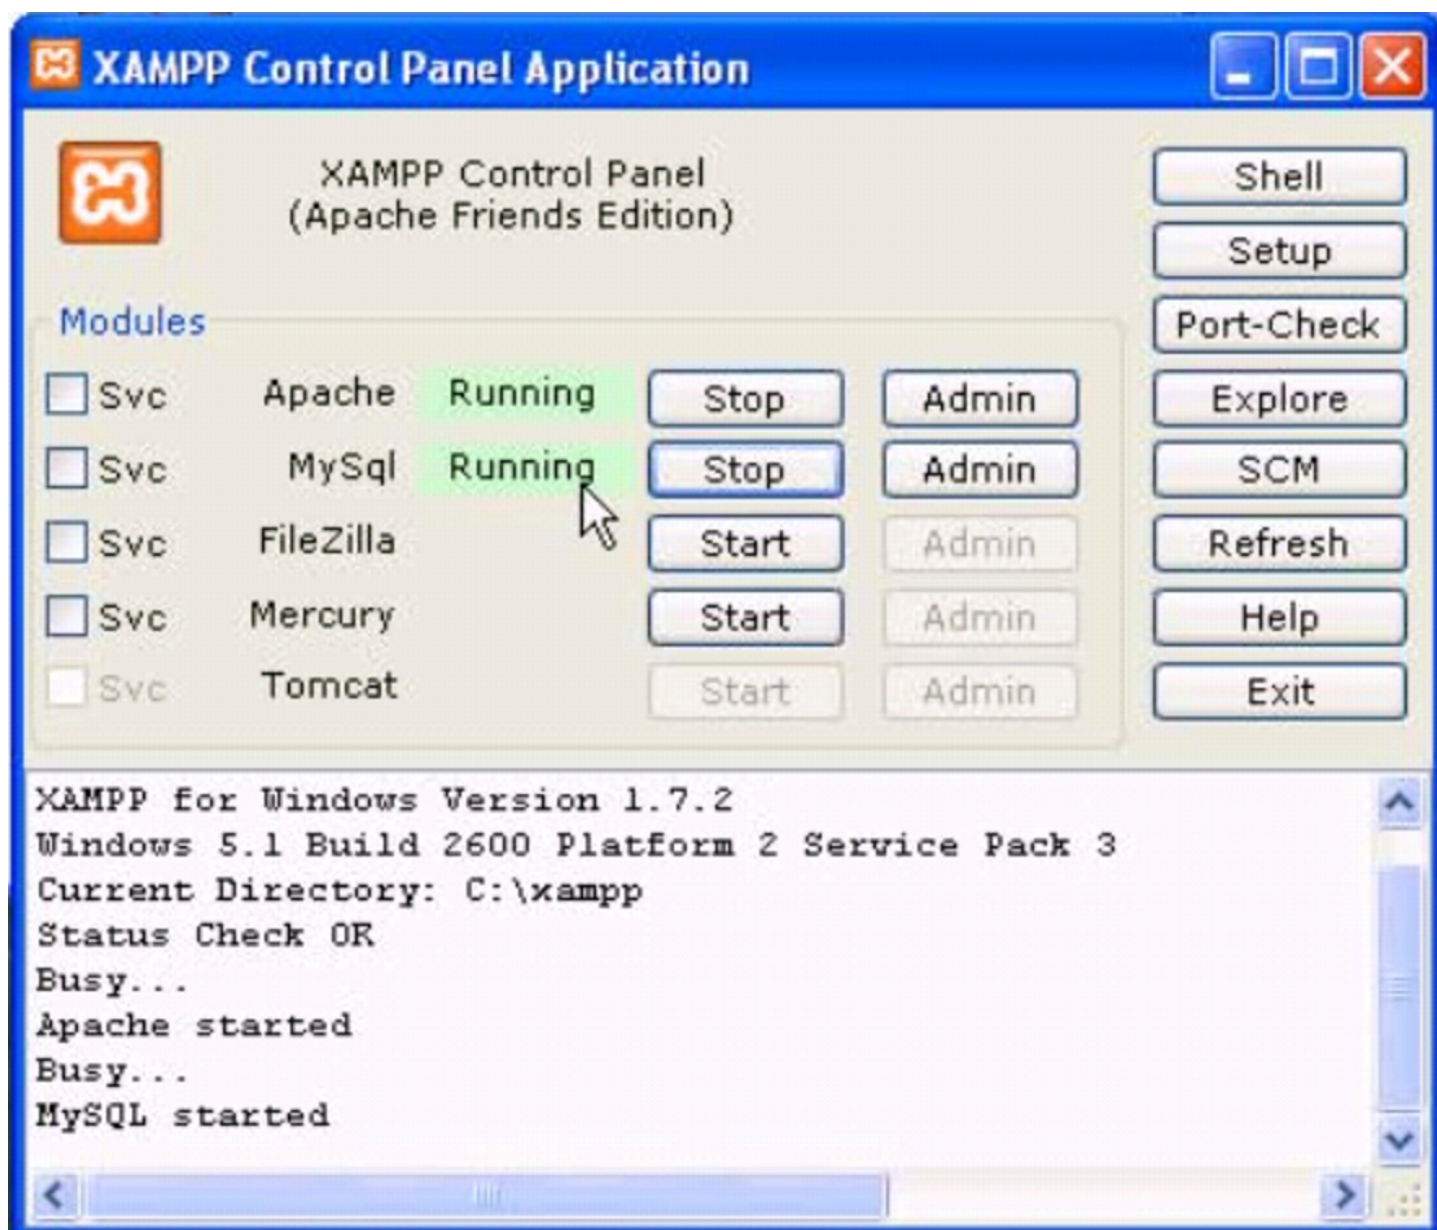 XAMPP Control Panel Application
XAMPP Control Panel
(Apache Friends Edition)
Shell
Setup
Port-Check
Explore
SCM
Refresh
Help
Exit
Modules
Svc Apache Running Stop Admin
Svc MySql Running Stop Admin
Svc FileZilla Start Admin
Svc Mercury Start Admin
Svc Tomcat Start Admin
XAMPP for Windows Version 1.7.2
Windows 5.1 Build 2600 Platform 2 Service Pack 3
Current Directory: C:\xampp
Status Check OK
Busy...
Apache started
Busy...
MySQL started